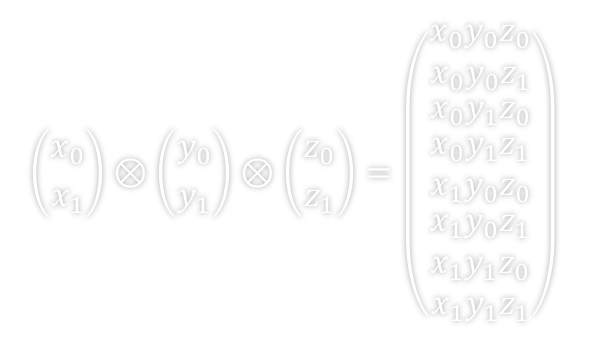 (x₀ x₁) ⊗ (y₀ y₁) ⊗ (z₀ z₁) =
x₀y₀z₀
x₀y₀z₁
x₀y₁z₀
x₀y₁z₁
x₁y₀z₀
x₁y₀z₁
x₁y₁z₀
x₁y₁z₁